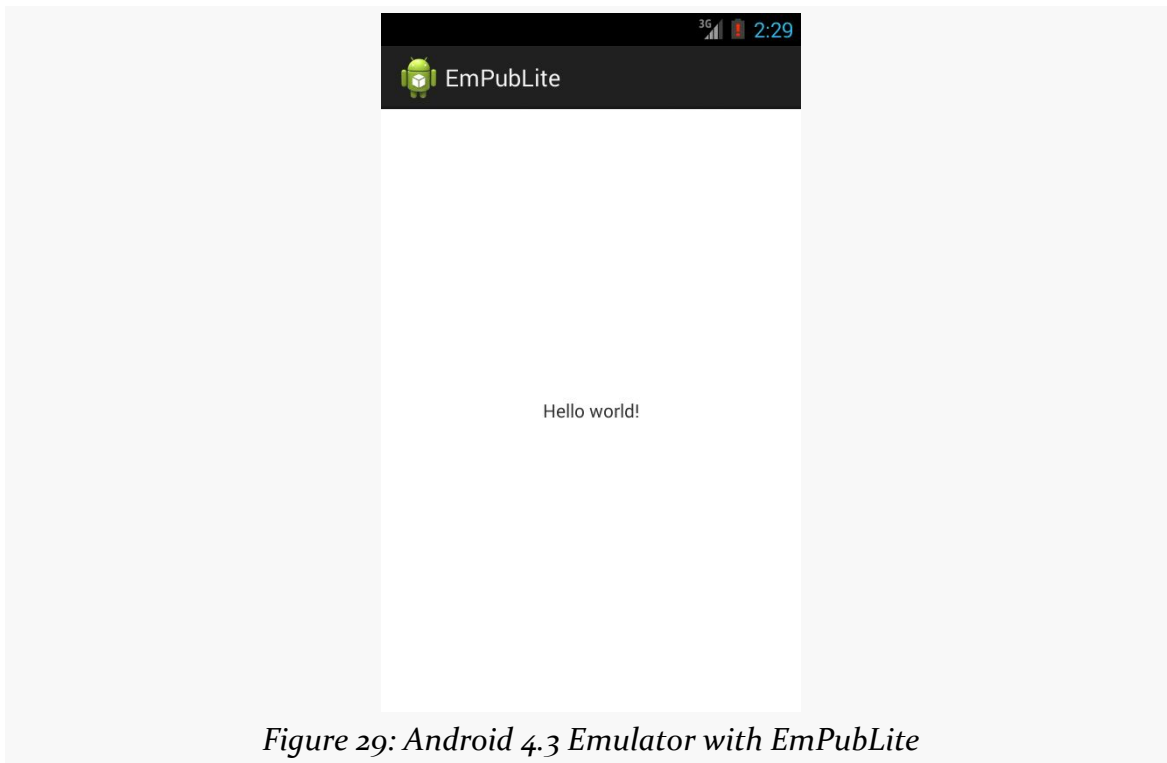 3G 2:29
EmPubLite
Hello world!
Figure 29: Android 4.3 Emulator with EmPubLite